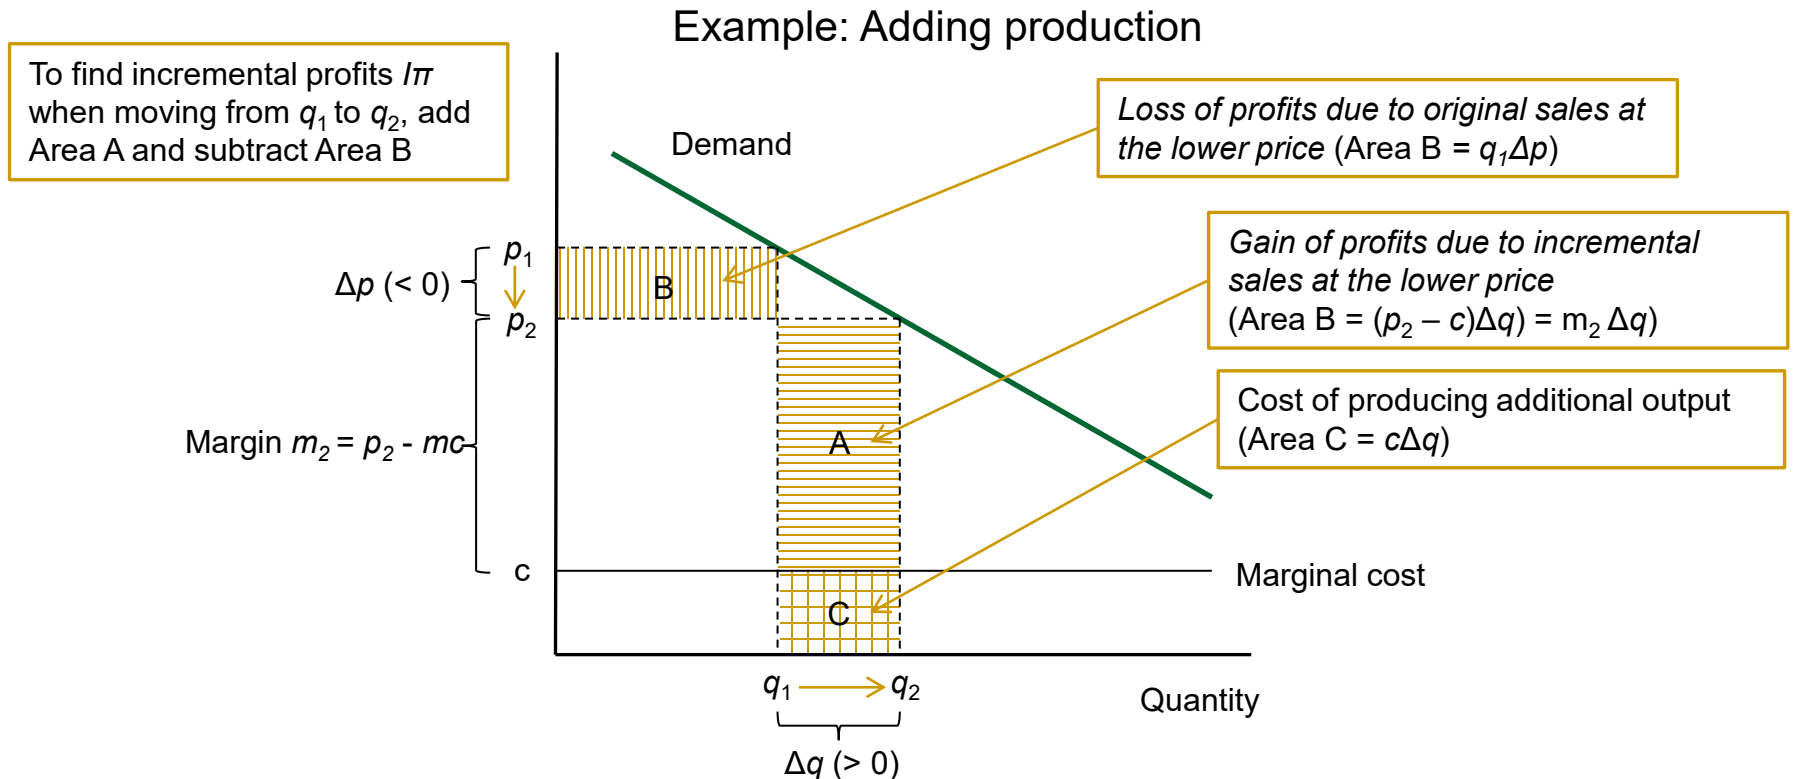 Example: Adding production
To find incremental profits Iπ
when moving from q1 to q2, add
Area A and subtract Area B
Loss of profits due to original sales at
the lower price (Area B = q1Δp)
Demand
Gain of profits due to incremental
sales at the lower price
(Area B = (p2 – c)Δq) = m2 Δq)
p1
Δp (< 0)
B
p2
Cost of producing additional output
(Area C = cΔq)
Margin m2 = p2 - mc
A
c
Marginal cost
C
q1
q2
Quantity
Δq (> 0)